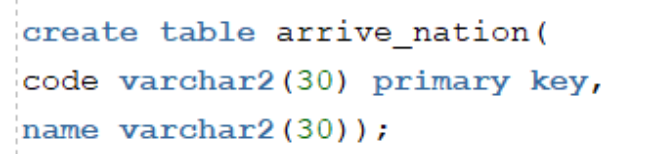 create table arrive_nation(
code varchar2(30) primary key,
name varchar2(30));